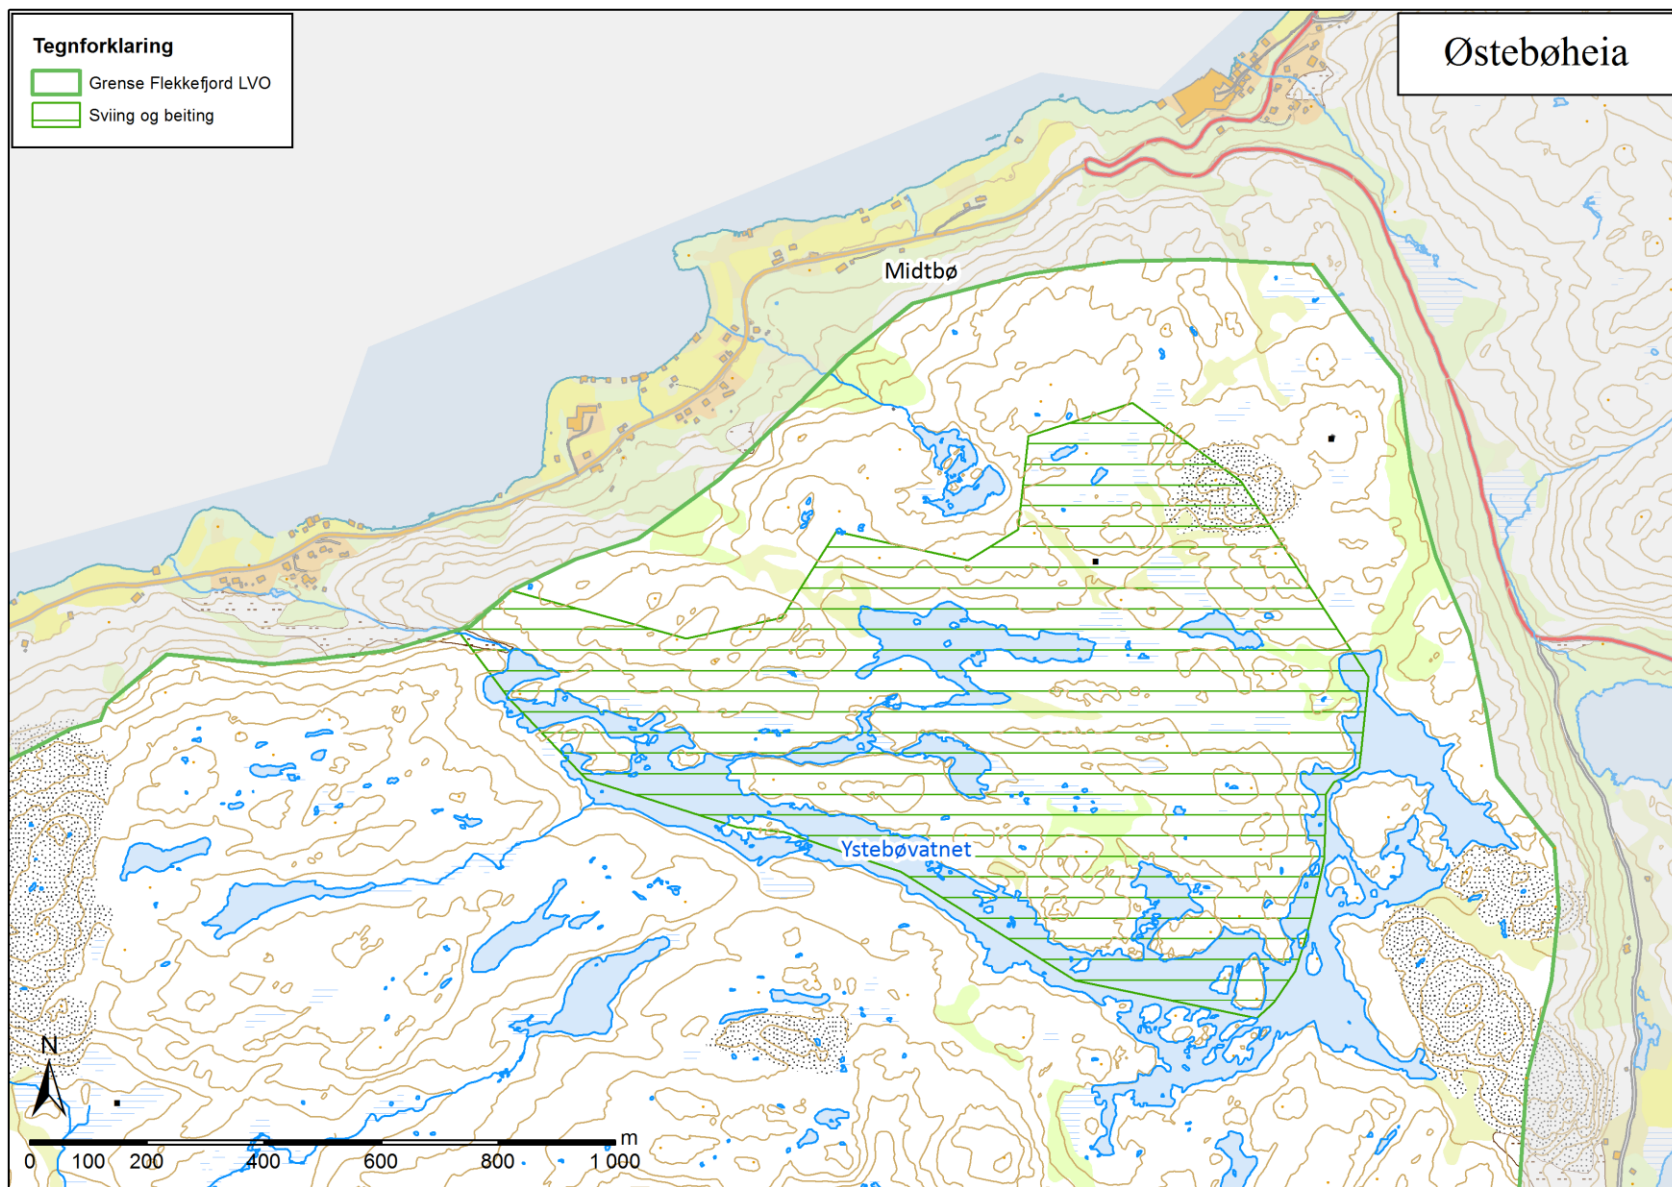 Tegnforklaring
Grense Flekkefjord LVO
Sviing og beiting
Østebøheia
Midtbø
Ystebøvatnet
N
m
0 100 200 400 600 800 1 000